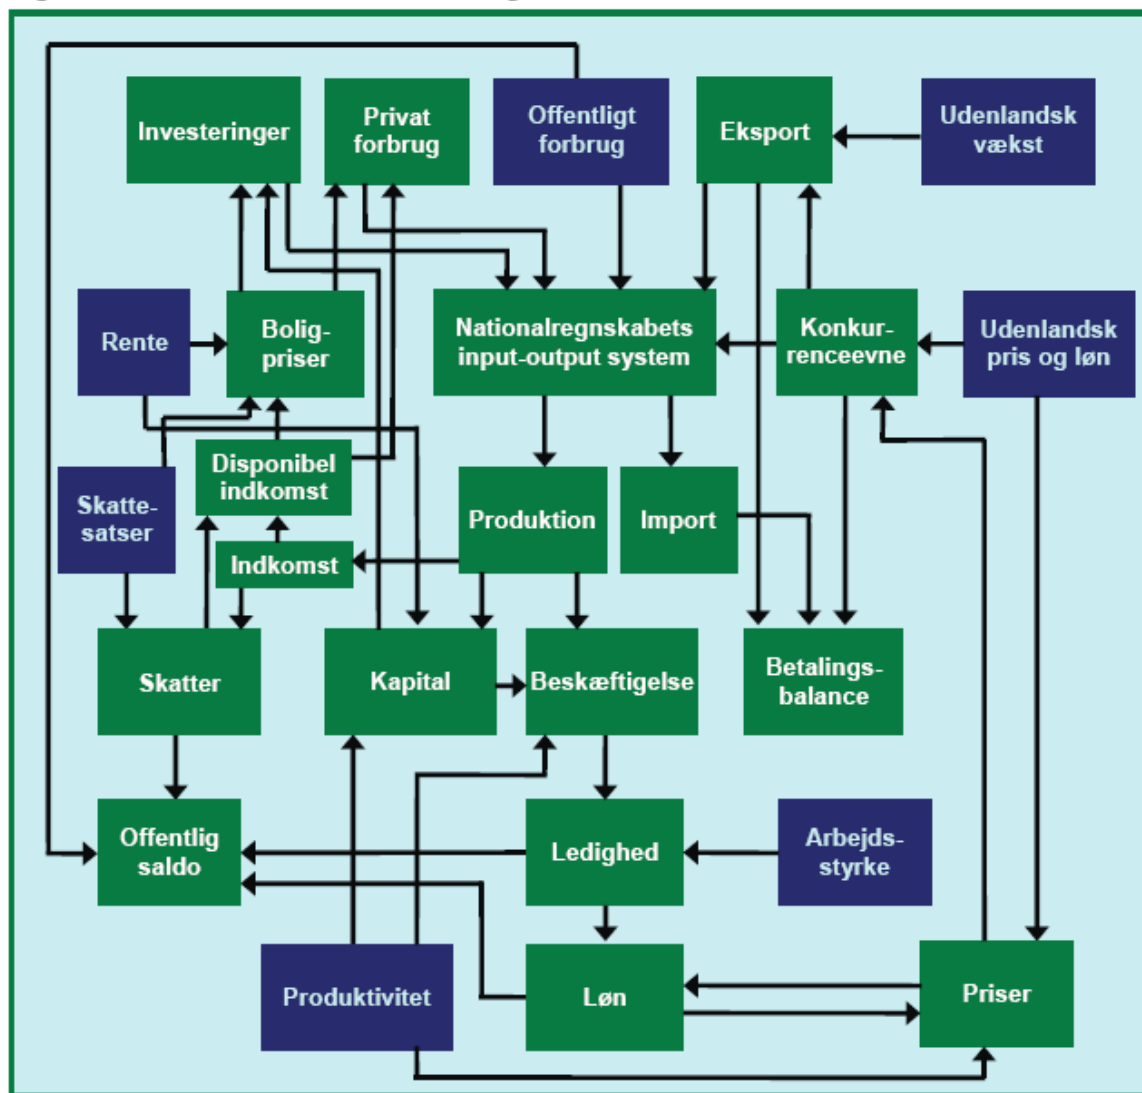 Investeringer
Privat
forbrug
Offentligt
forbrug
Eksport
Udenlandsk
vækst
Rente
Bolig-
priser
Nationalregnskabets
input-output system
Konkur-
renceevne
Udenlandsk
pris og løn
Skatte-
satser
Disponibel
indkomst
Indkomst
Produktion
Import
Skatter
Kapital
Beskæftigelse
Betalings-
balance
Offentlig
saldo
Ledighed
Arbejds-
styrke
Produktivitet
Løn
Priser